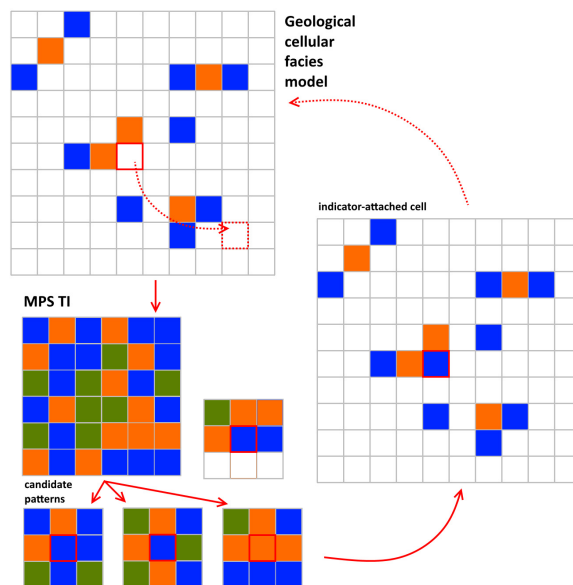 Geological
cellular
facies
model
indicator-attached cell
MPS TI
candidate
patterns